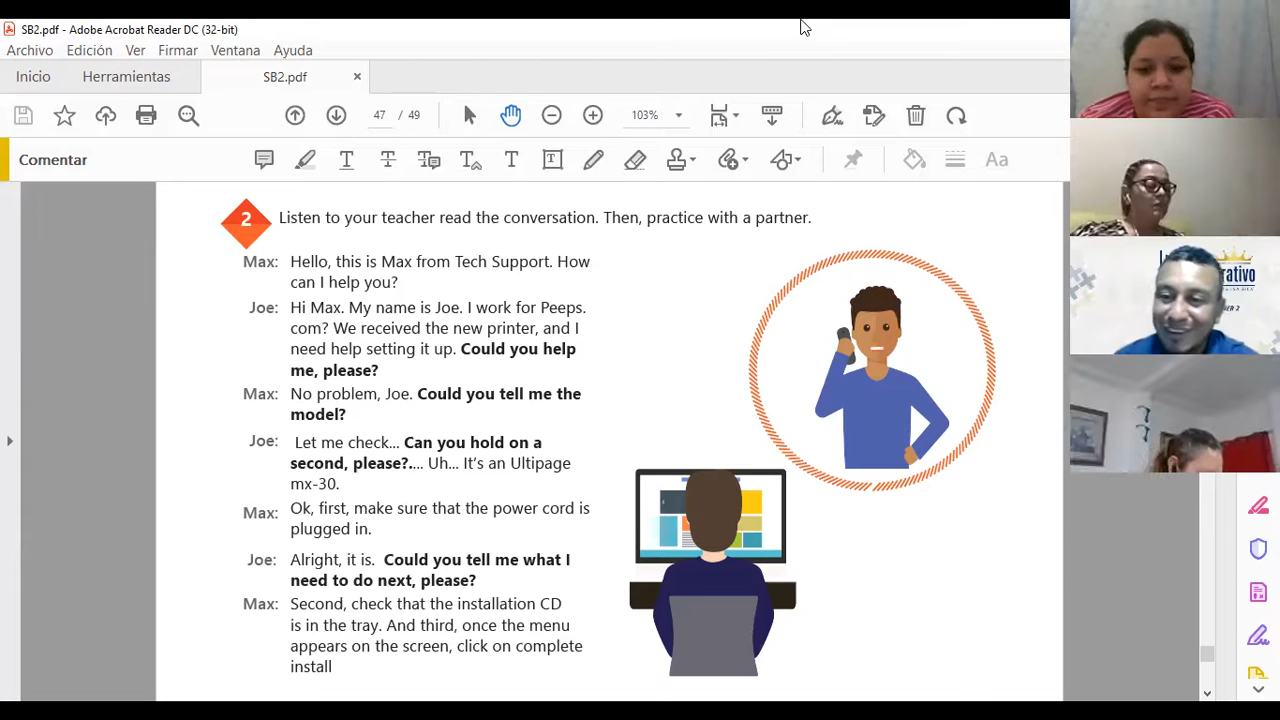 SB2.pdf - Adobe Acrobat Reader DC (32-bit)
Archivo Edición Ver Firmar Ventana Ayuda
Inicio Herramientas SB2.pdf ×
47 / 49 103%
Comentar
2 Listen to your teacher read the conversation. Then, practice with a partner.
Max: Hello, this is Max from Tech Support. How
can I help you?
Joe: Hi Max. My name is Joe. I work for Peeps.
com? We received the new printer, and I
need help setting it up. Could you help
me, please?
Max: No problem, Joe. Could you tell me the
model?
Joe: Let me check... Can you hold on a
second, please?.... Uh... It's an Ultipage
mx-30.
Max: Ok, first, make sure that the power cord is
plugged in.
Joe: Alright, it is. Could you tell me what I
need to do next, please?
Max: Second, check that the installation CD
is in the tray. And third, once the menu
appears on the screen, click on complete
install